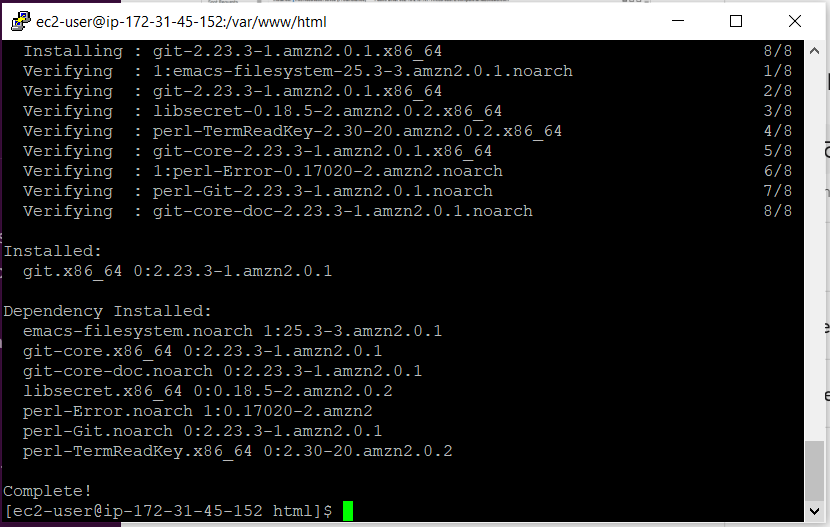 ec2-user@ip-172-31-45-152:/var/www/html
Installing : git-2.23.3-1.amzn2.0.1.x86_64 8/8
Verifying : 1:emacs-filesystem-25.3-3.amzn2.0.1.noarch 1/8
Verifying : git-2.23.3-1.amzn2.0.1.x86_64 2/8
Verifying : libsecret-0.18.5-2.amzn2.0.2.x86_64 3/8
Verifying : perl-TermReadKey-2.30-20.amzn2.0.2.x86_64 4/8
Verifying : git-core-2.23.3-1.amzn2.0.1.x86_64 5/8
Verifying : 1:perl-Error-0.17020-2.amzn2.noarch 6/8
Verifying : perl-Git-2.23.3-1.amzn2.0.1.noarch 7/8
Verifying : git-core-doc-2.23.3-1.amzn2.0.1.noarch 8/8
Installed:
git.x86_64 0:2.23.3-1.amzn2.0.1
Dependency Installed:
emacs-filesystem.noarch 1:25.3-3.amzn2.0.1
git-core.x86_64 0:2.23.3-1.amzn2.0.1
git-core-doc.noarch 0:2.23.3-1.amzn2.0.1
libsecret.x86_64 0:0.18.5-2.amzn2.0.2
perl-Error.noarch 1:0.17020-2.amzn2
perl-Git.noarch 0:2.23.3-1.amzn2.0.1
perl-TermReadKey.x86_64 0:2.30-20.amzn2.0.2
Complete!
[ec2-user@ip-172-31-45-152 html]$